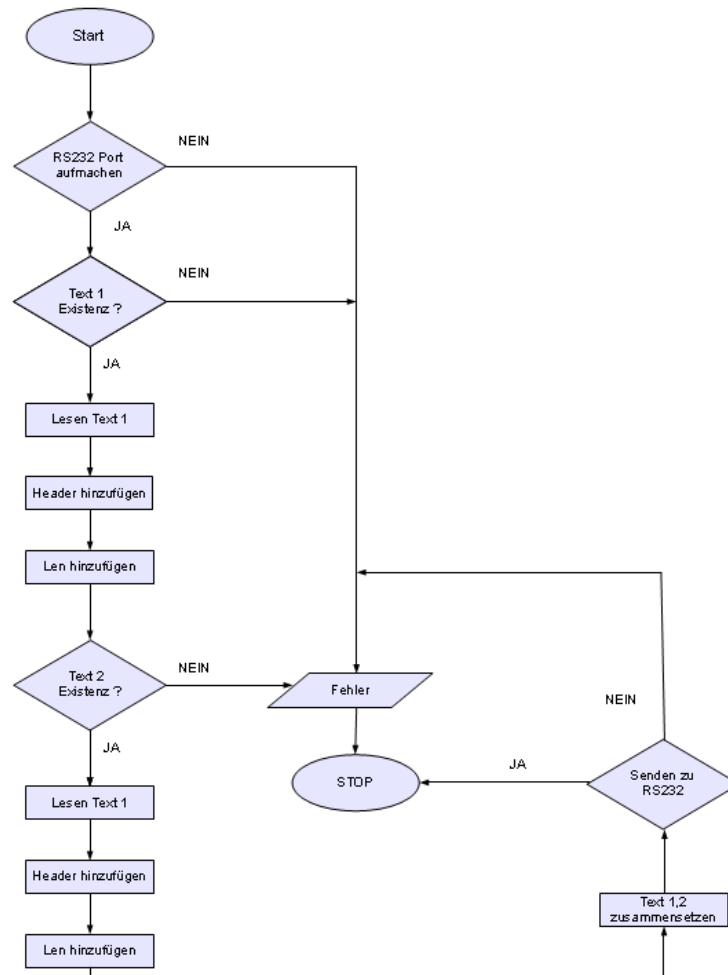 Start
NEIN
RS232 Port
aufmachen
JA
NEIN
Text 1
Existenz ?
JA
Lesen Text 1
Header hinzufügen
Len hinzufügen
NEIN
Text 2
Existenz ?
JA
Lesen Text 1
Header hinzufügen
Len hinzufügen
Fehler
STOP
NEIN
JA
Senden zu
RS232
Text 1,2
zusammensetzen